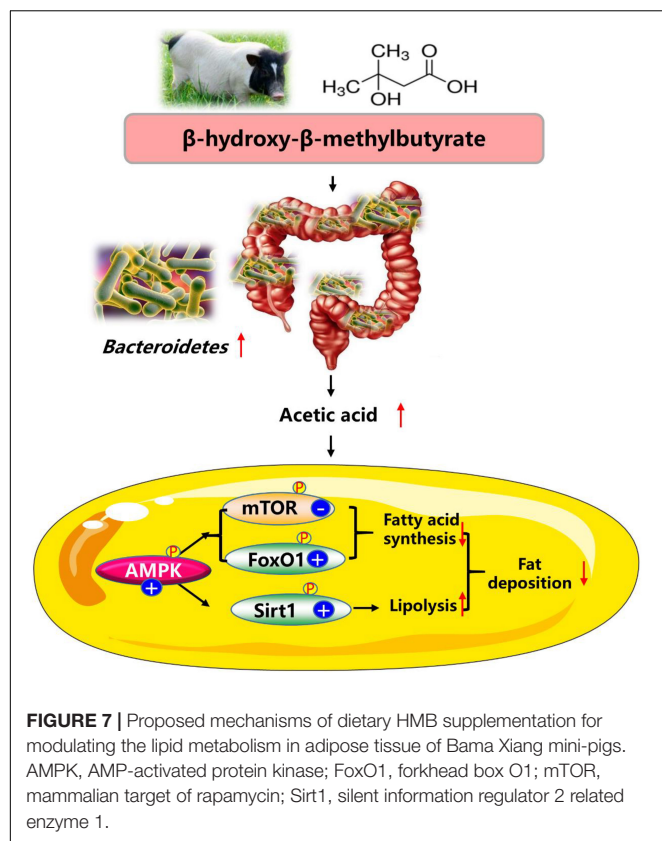 CH₃ O
H₃C OH
OH
β-hydroxy-β-methylbutyrate
Bacteroidetes ↑
Acetic acid ↑
P
mTOR -
P
AMPK +
P
FoxO1 +
Fatty acid
synthesis ↓
Fat
deposition ↓
P
Sirt1 +
Lipolysis ↑
FIGURE 7 | Proposed mechanisms of dietary HMB supplementation for
modulating the lipid metabolism in adipose tissue of Bama Xiang mini-pigs.
AMPK, AMP-activated protein kinase; FoxO1, forkhead box O1; mTOR,
mammalian target of rapamycin; Sirt1, silent information regulator 2 related
enzyme 1.